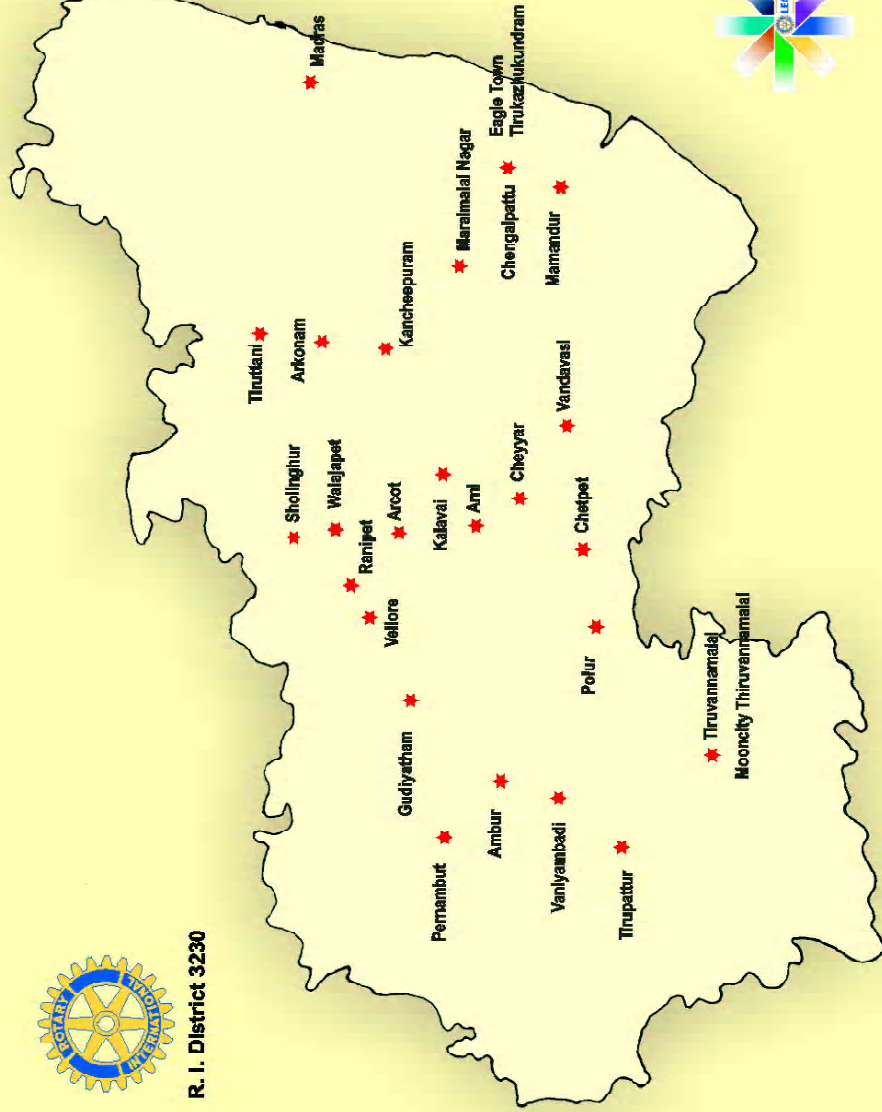 ROTARY
INTERNATIONAL
R. I. District 3230
Tiruttani
Sholinghur
Arkonam
Madras
Walajapet
Ranipet
Vellore
Arcot
Kancheepuram
Gudiyatham
Pernambut
Kalavai
Maraimalai Nagar
Arni
Ambur
Eagle Town
Chengalpattu
Tirukazhukundram
Cheyyar
Mamandur
Vaniyambadi
Vandavasi
Chetpet
Polur
Tirupattur
Tiruvannamalai
Mooncity Thiruvannamalai